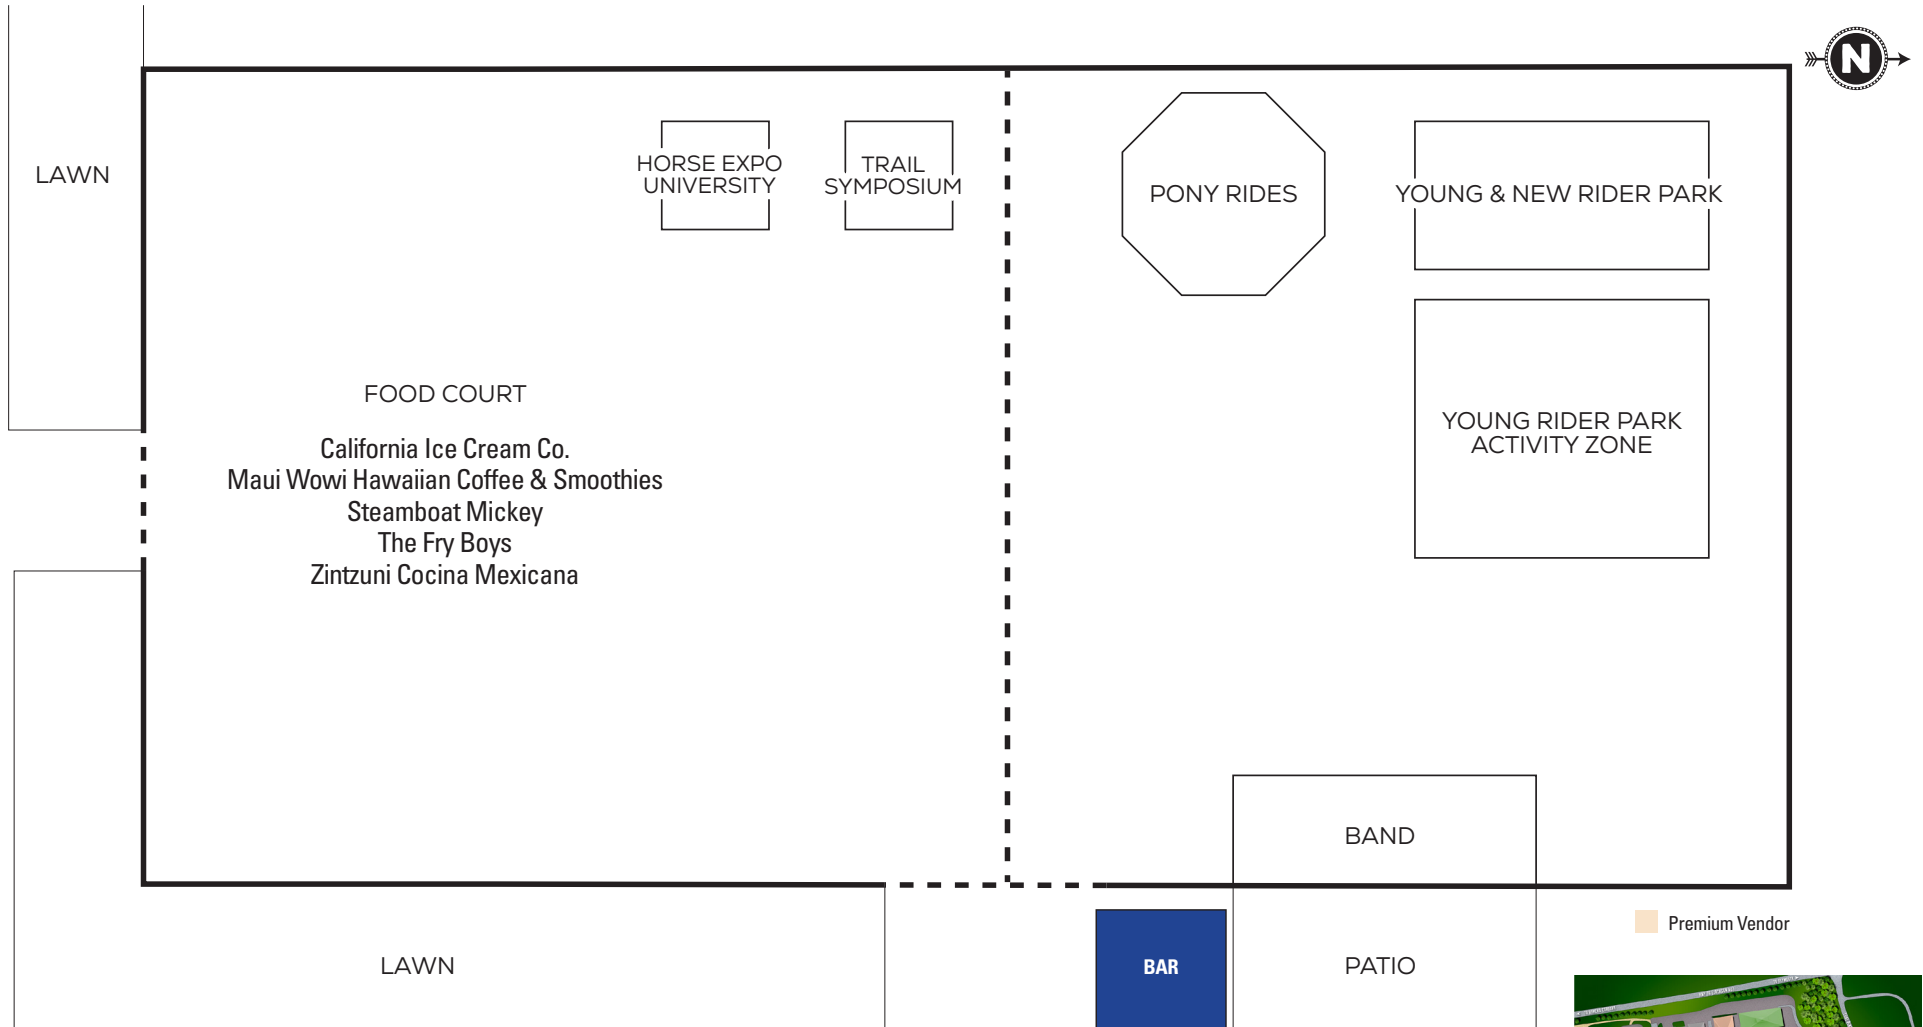 N
LAWN
HORSE EXPO
UNIVERSITY
TRAIL
SYMPOSIUM
PONY RIDES
YOUNG & NEW RIDER PARK
FOOD COURT
California Ice Cream Co.
Maui Wowi Hawaiian Coffee & Smoothies
Steamboat Mickey
The Fry Boys
Zintzuni Cocina Mexicana
YOUNG RIDER PARK
ACTIVITY ZONE
BAND
Premium Vendor
LAWN
BAR
PATIO